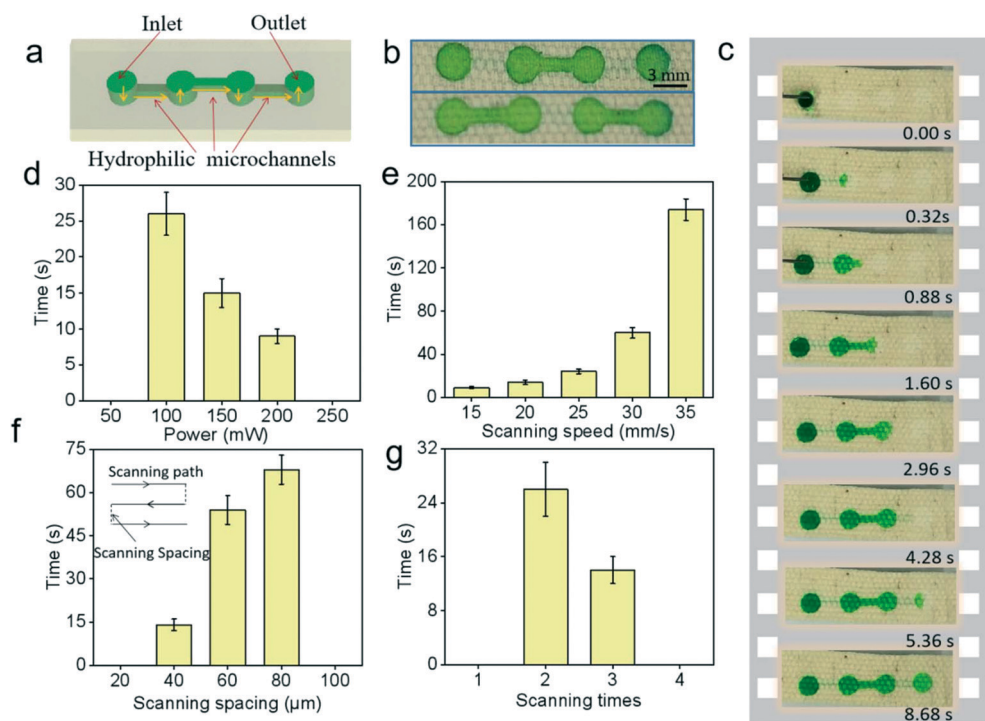 a
Inlet
Outlet
Hydrophilic microchannels
b
3 mm
c
0.00 s
0.32s
0.88 s
1.60 s
2.96 s
4.28 s
5.36 s
8.68 s
d
Time (s)
30
25
20
15
10
5
0
50 100 150 200 250
Power (mW)
e
Time (s)
200
160
120
80
40
0
15 20 25 30 35
Scanning speed (mm/s)
f
Time (s)
75
60
45
30
15
0
Scanning path
Scanning Spacing
20 40 60 80 100
Scanning spacing (μm)
g
Time (s)
32
24
16
8
0
1 2 3 4
Scanning times